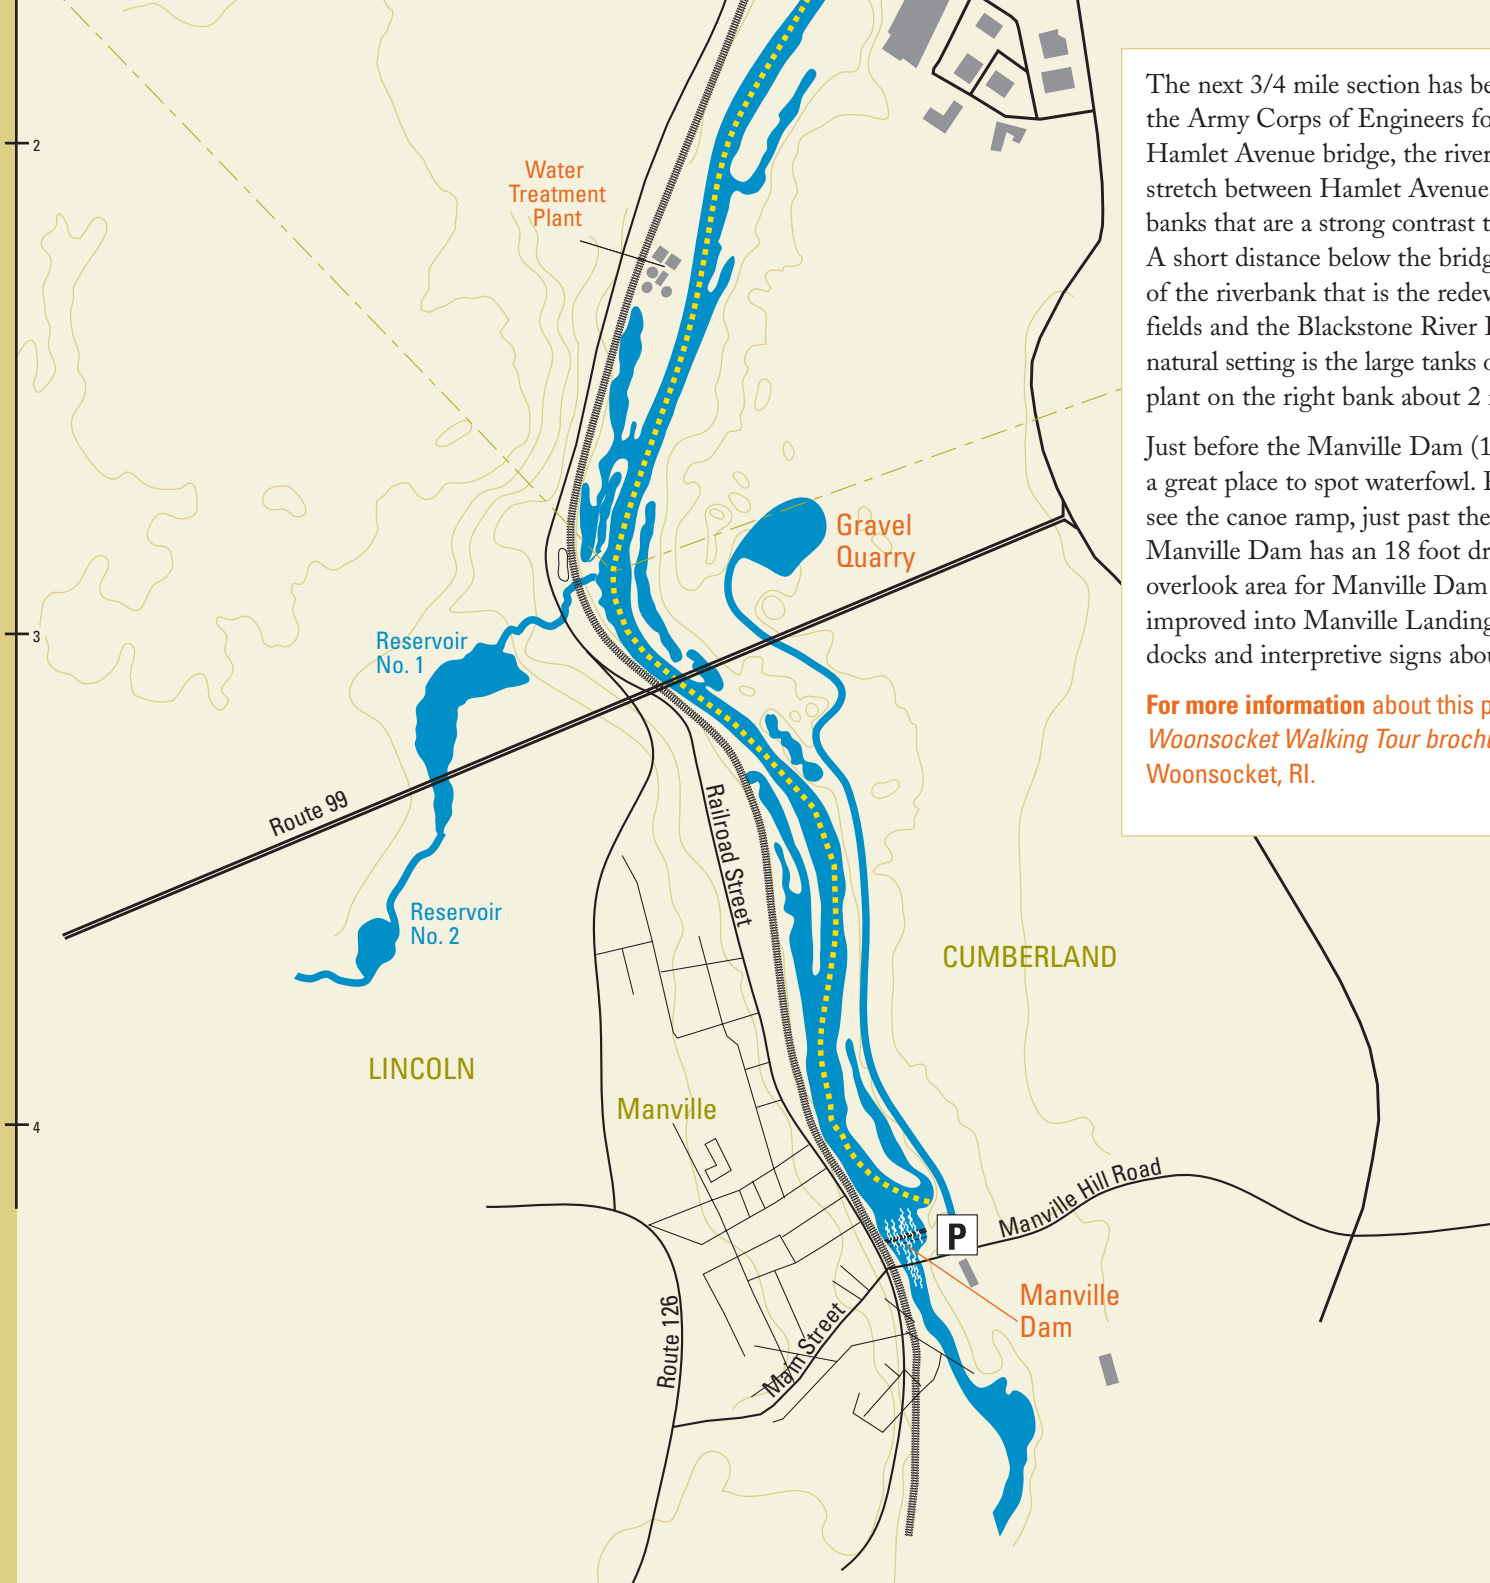 2
3
4
Water
Treatment
Plant
Gravel
Quarry
Reservoir
No. 1
Route 99
Railroad Street
Reservoir
No. 2
CUMBERLAND
LINCOLN
Manville
Manville Hill Road
P
Manville
Dam
Route 126
Main Street
The next 3/4 mile section has be
the Army Corps of Engineers fo
Hamlet Avenue bridge, the river
stretch between Hamlet Avenue
banks that are a strong contrast t
A short distance below the bridg
of the riverbank that is the redev
fields and the Blackstone River
natural setting is the large tanks o
plant on the right bank about 2
Just before the Manville Dam (1
a great place to spot waterfowl.
see the canoe ramp, just past the
Manville Dam has an 18 foot dr
overlook area for Manville Dam
improved into Manville Landing
docks and interpretive signs abou
For more information about this p
Woonsocket Walking Tour brochu
Woonsocket, RI.